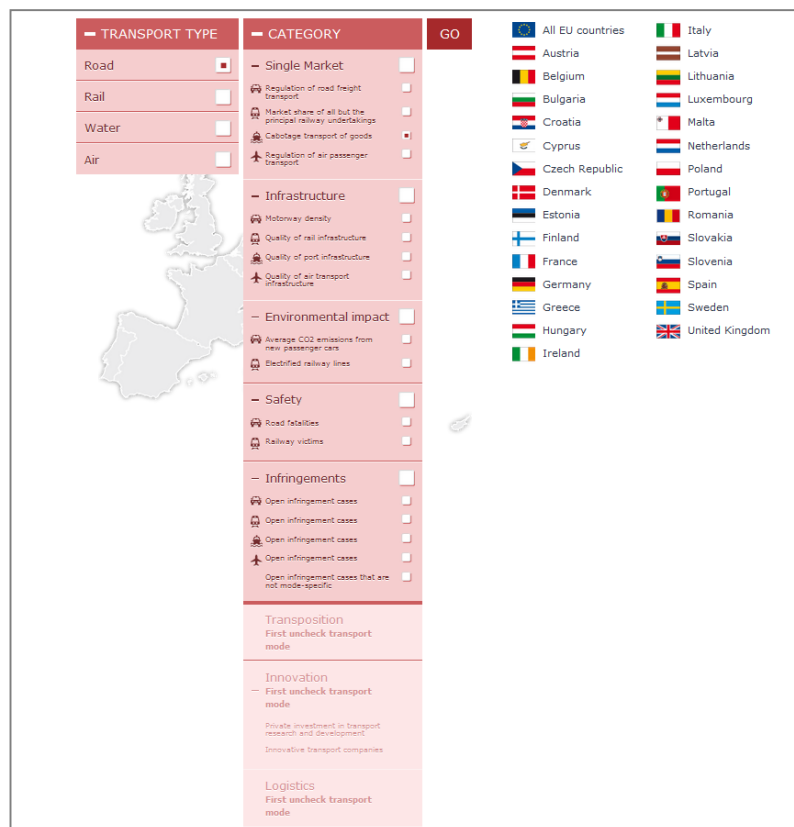 TRANSPORT TYPE
Road
Rail
Water
Air
CATEGORY
Single Market
Regulation of road freight
transport
Market share of all but the
principal railway undertakings
Cabotage transport of goods
Regulation of air passenger
transport
Infrastructure
Motorway density
Quality of rail infrastructure
Quality of port infrastructure
Quality of air transport
infrastructure
Environmental impact
Average CO2 emissions from
new passenger cars
Electrified railway lines
Safety
Road fatalities
Railway victims
Infringements
Open infringement cases
Open infringement cases
Open infringement cases
Open infringement cases
Open infringement cases that are
not mode-specific
Transposition
First uncheck transport
mode
Innovation
First uncheck transport
mode
Private investment in transport
research and development
Innovative transport companies
Logistics
First uncheck transport
mode
GO
All EU countries
Austria
Belgium
Bulgaria
Croatia
Cyprus
Czech Republic
Denmark
Estonia
Finland
France
Germany
Greece
Hungary
Ireland
Italy
Latvia
Lithuania
Luxembourg
Malta
Netherlands
Poland
Portugal
Romania
Slovakia
Slovenia
Spain
Sweden
United Kingdom